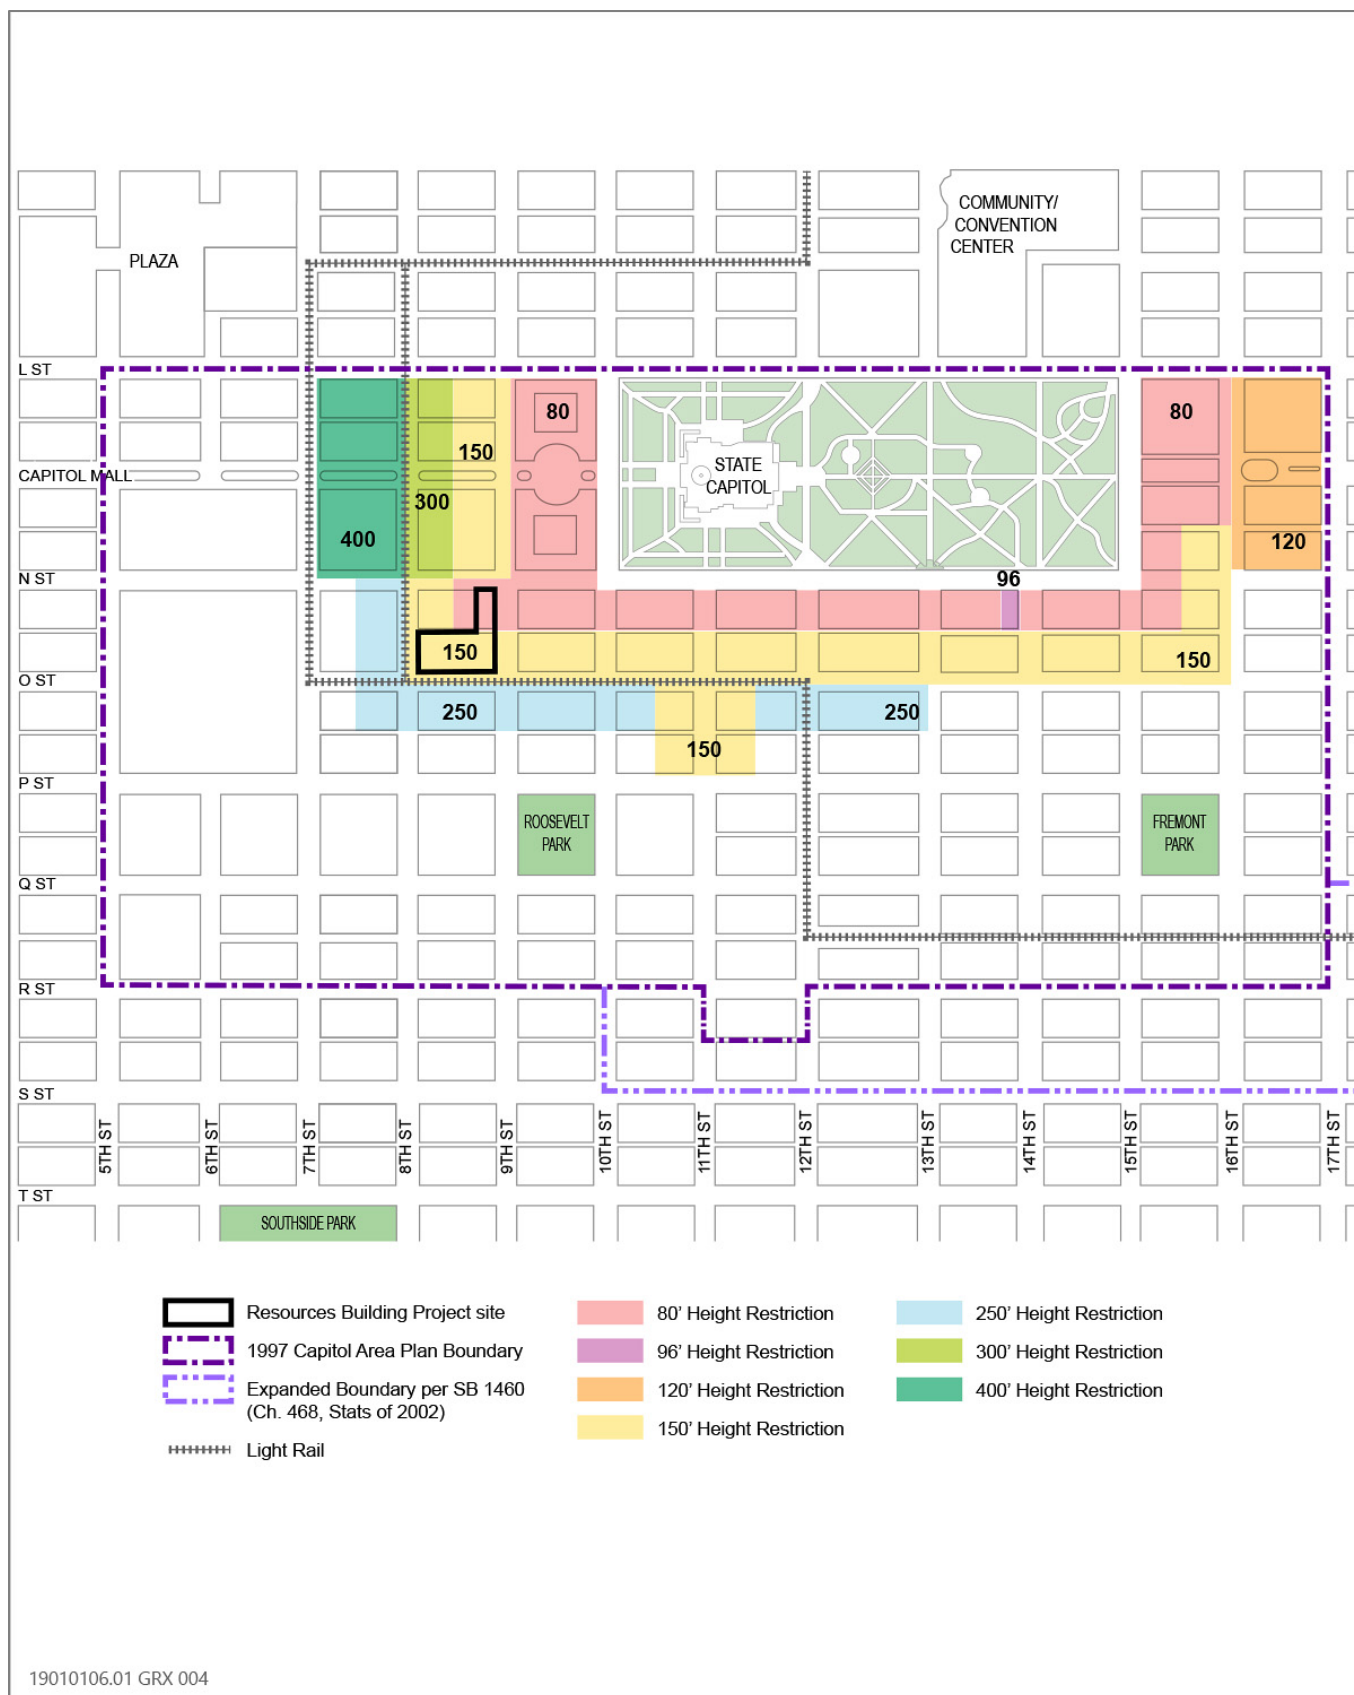 COMMUNITY/
CONVENTION
CENTER
PLAZA
L ST
80
80
150
STATE
CAPITOL
CAPITOL MALL
300
400
120
N ST
96
150
150
O ST
250
250
150
P ST
ROOSEVELT
PARK
FREMONT
PARK
Q ST
R ST
S ST
5TH ST
6TH ST
7TH ST
8TH ST
9TH ST
10TH ST
11TH ST
12TH ST
13TH ST
14TH ST
15TH ST
16TH ST
17TH ST
T ST
SOUTHSIDE PARK
Resources Building Project site
1997 Capitol Area Plan Boundary
Expanded Boundary per SB 1460
(Ch. 468, Stats of 2002)
Light Rail
80' Height Restriction
96' Height Restriction
120' Height Restriction
150' Height Restriction
250' Height Restriction
300' Height Restriction
400' Height Restriction
19010106.01 GRX 004